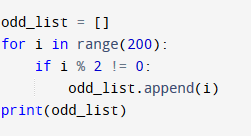 odd_list = []
for i in range(200):
    if i % 2 != 0:
        odd_list.append(i)
print(odd_list)